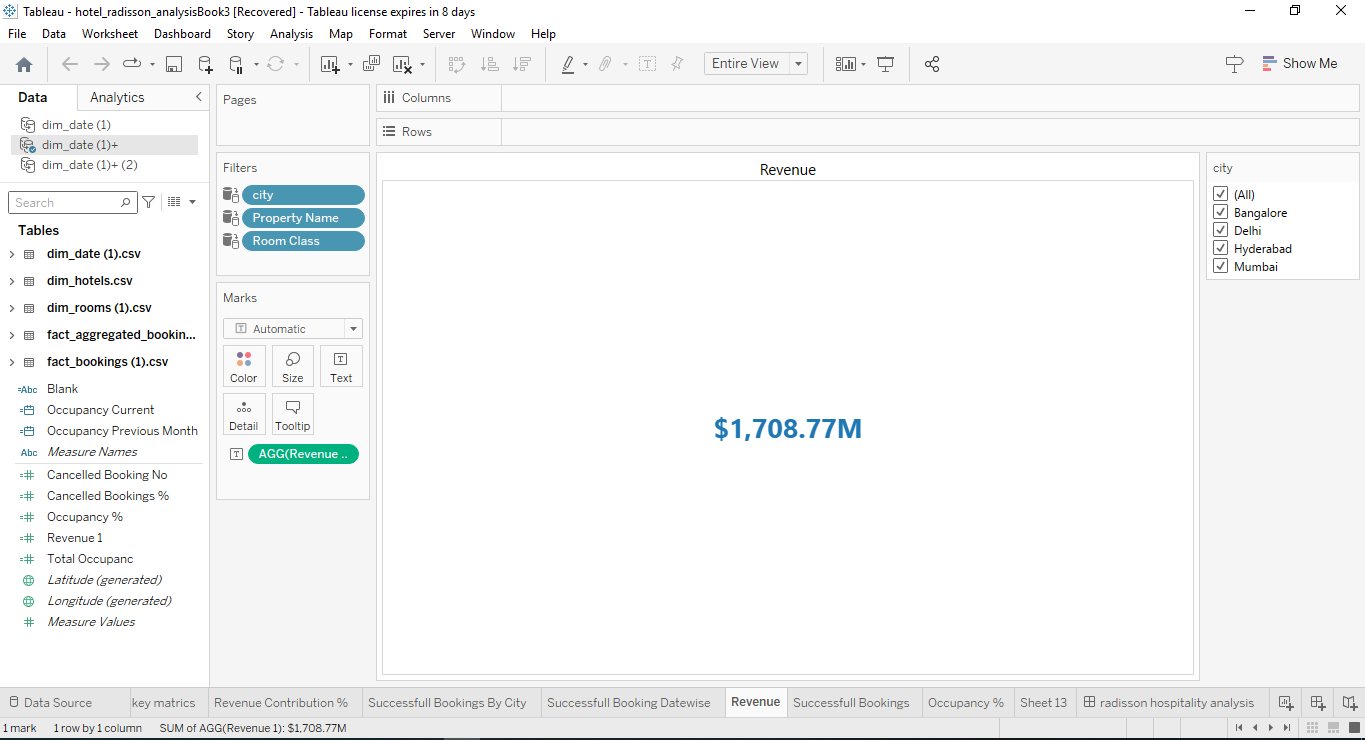 Tableau - hotel_radisson_analysisBook3 [Recovered] - Tableau license expires in 8 days
File Data Worksheet Dashboard Story Analysis Map Format Server Window Help
Entire View
Show Me
Data Analytics
dim_date (1)
dim_date (1)+
dim_date (1)+ (2)
Search
Tables
dim_date (1).csv
dim_hotels.csv
dim_rooms (1).csv
fact_aggregated_bookin...
fact_bookings (1).csv
=Abc Blank
Occupancy Current
Occupancy Previous Month
Abc Measure Names
=# Cancelled Booking No
=# Cancelled Bookings %
=# Occupancy %
=# Revenue 1
=# Total Occupanc
Latitude (generated)
Longitude (generated)
# Measure Values
Pages
Filters
city
Property Name
Room Class
Marks
T Automatic
Color Size Text
Detail Tooltip
T AGG(Revenue ..
Columns
Rows
Revenue
$1,708.77M
city
(All)
Bangalore
Delhi
Hyderabad
Mumbai
Data Source key matrics Revenue Contribution % Successfull Bookings By City Successfull Booking Datewise Revenue Successfull Bookings Occupancy % Sheet 13 radisson hospitality analysis
1 mark 1 row by 1 column SUM of AGG(Revenue 1): $1,708.77M